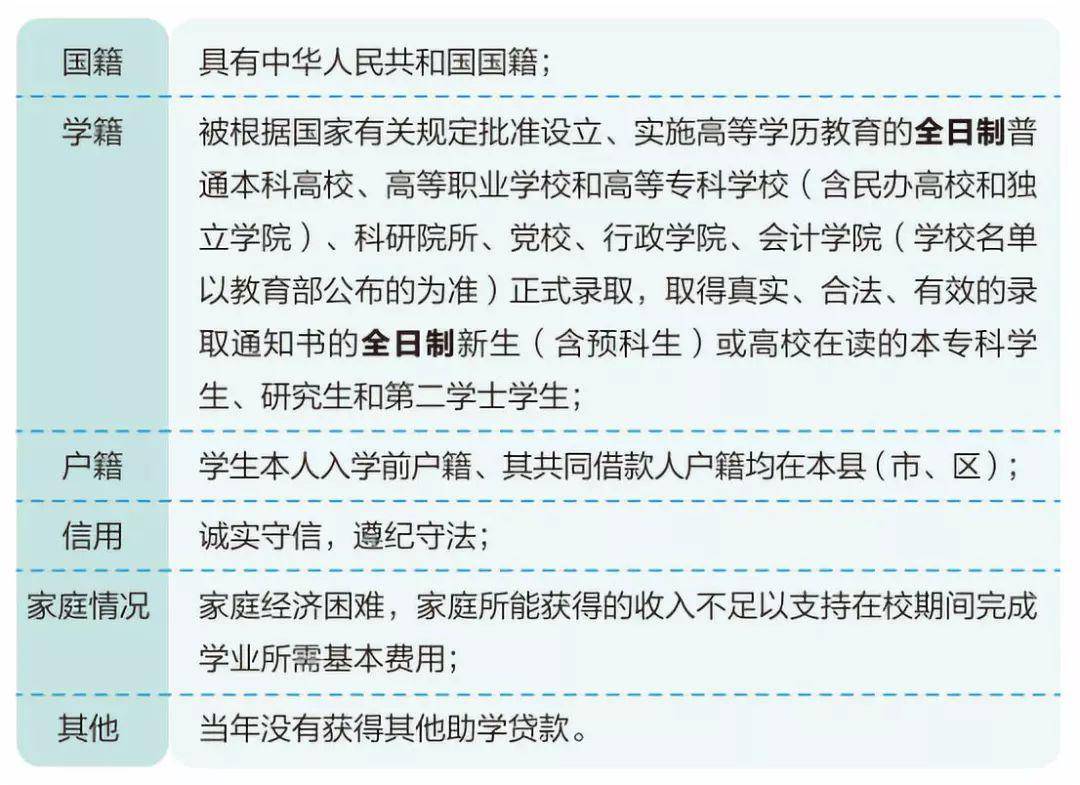 国籍
具有中华人民共和国国籍；
学籍
被根据国家有关规定批准设立、实施高等学历教育的全日制普
通本科高校、高等职业学校和高等专科学校（含民办高校和独
立学院）、科研院所、党校、行政学院、会计学院（学校名单
以教育部公布的为准）正式录取，取得真实、合法、有效的录
取通知书的全日制新生（含预科生）或高校在读的本专科学
生、研究生和第二学士学生；
户籍
学生本人入学前户籍、其共同借款人户籍均在本县（市、区）；
信用
诚实守信，遵纪守法；
家庭情况
家庭经济困难，家庭所能获得的收入不足以支持在校期间完成
学业所需基本费用；
其他
当年没有获得其他助学贷款。